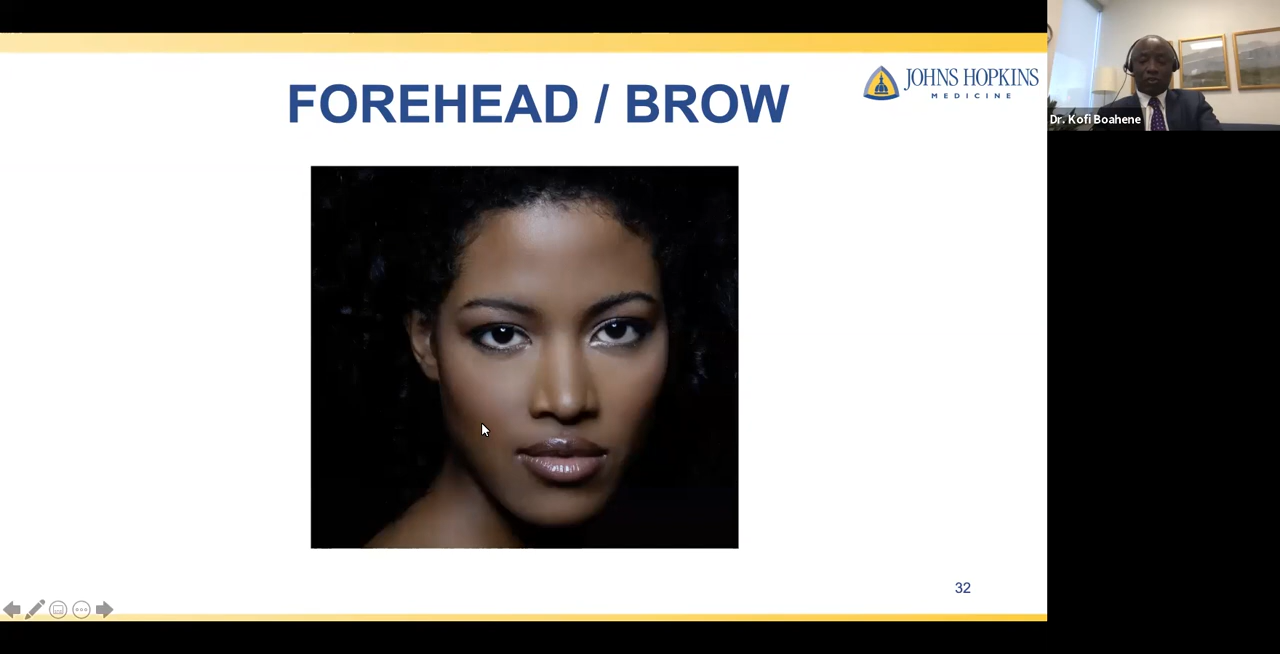 FOREHEAD / BROW
JOHNS HOPKINS
MEDICINE
Dr. Kofi Boahene
32